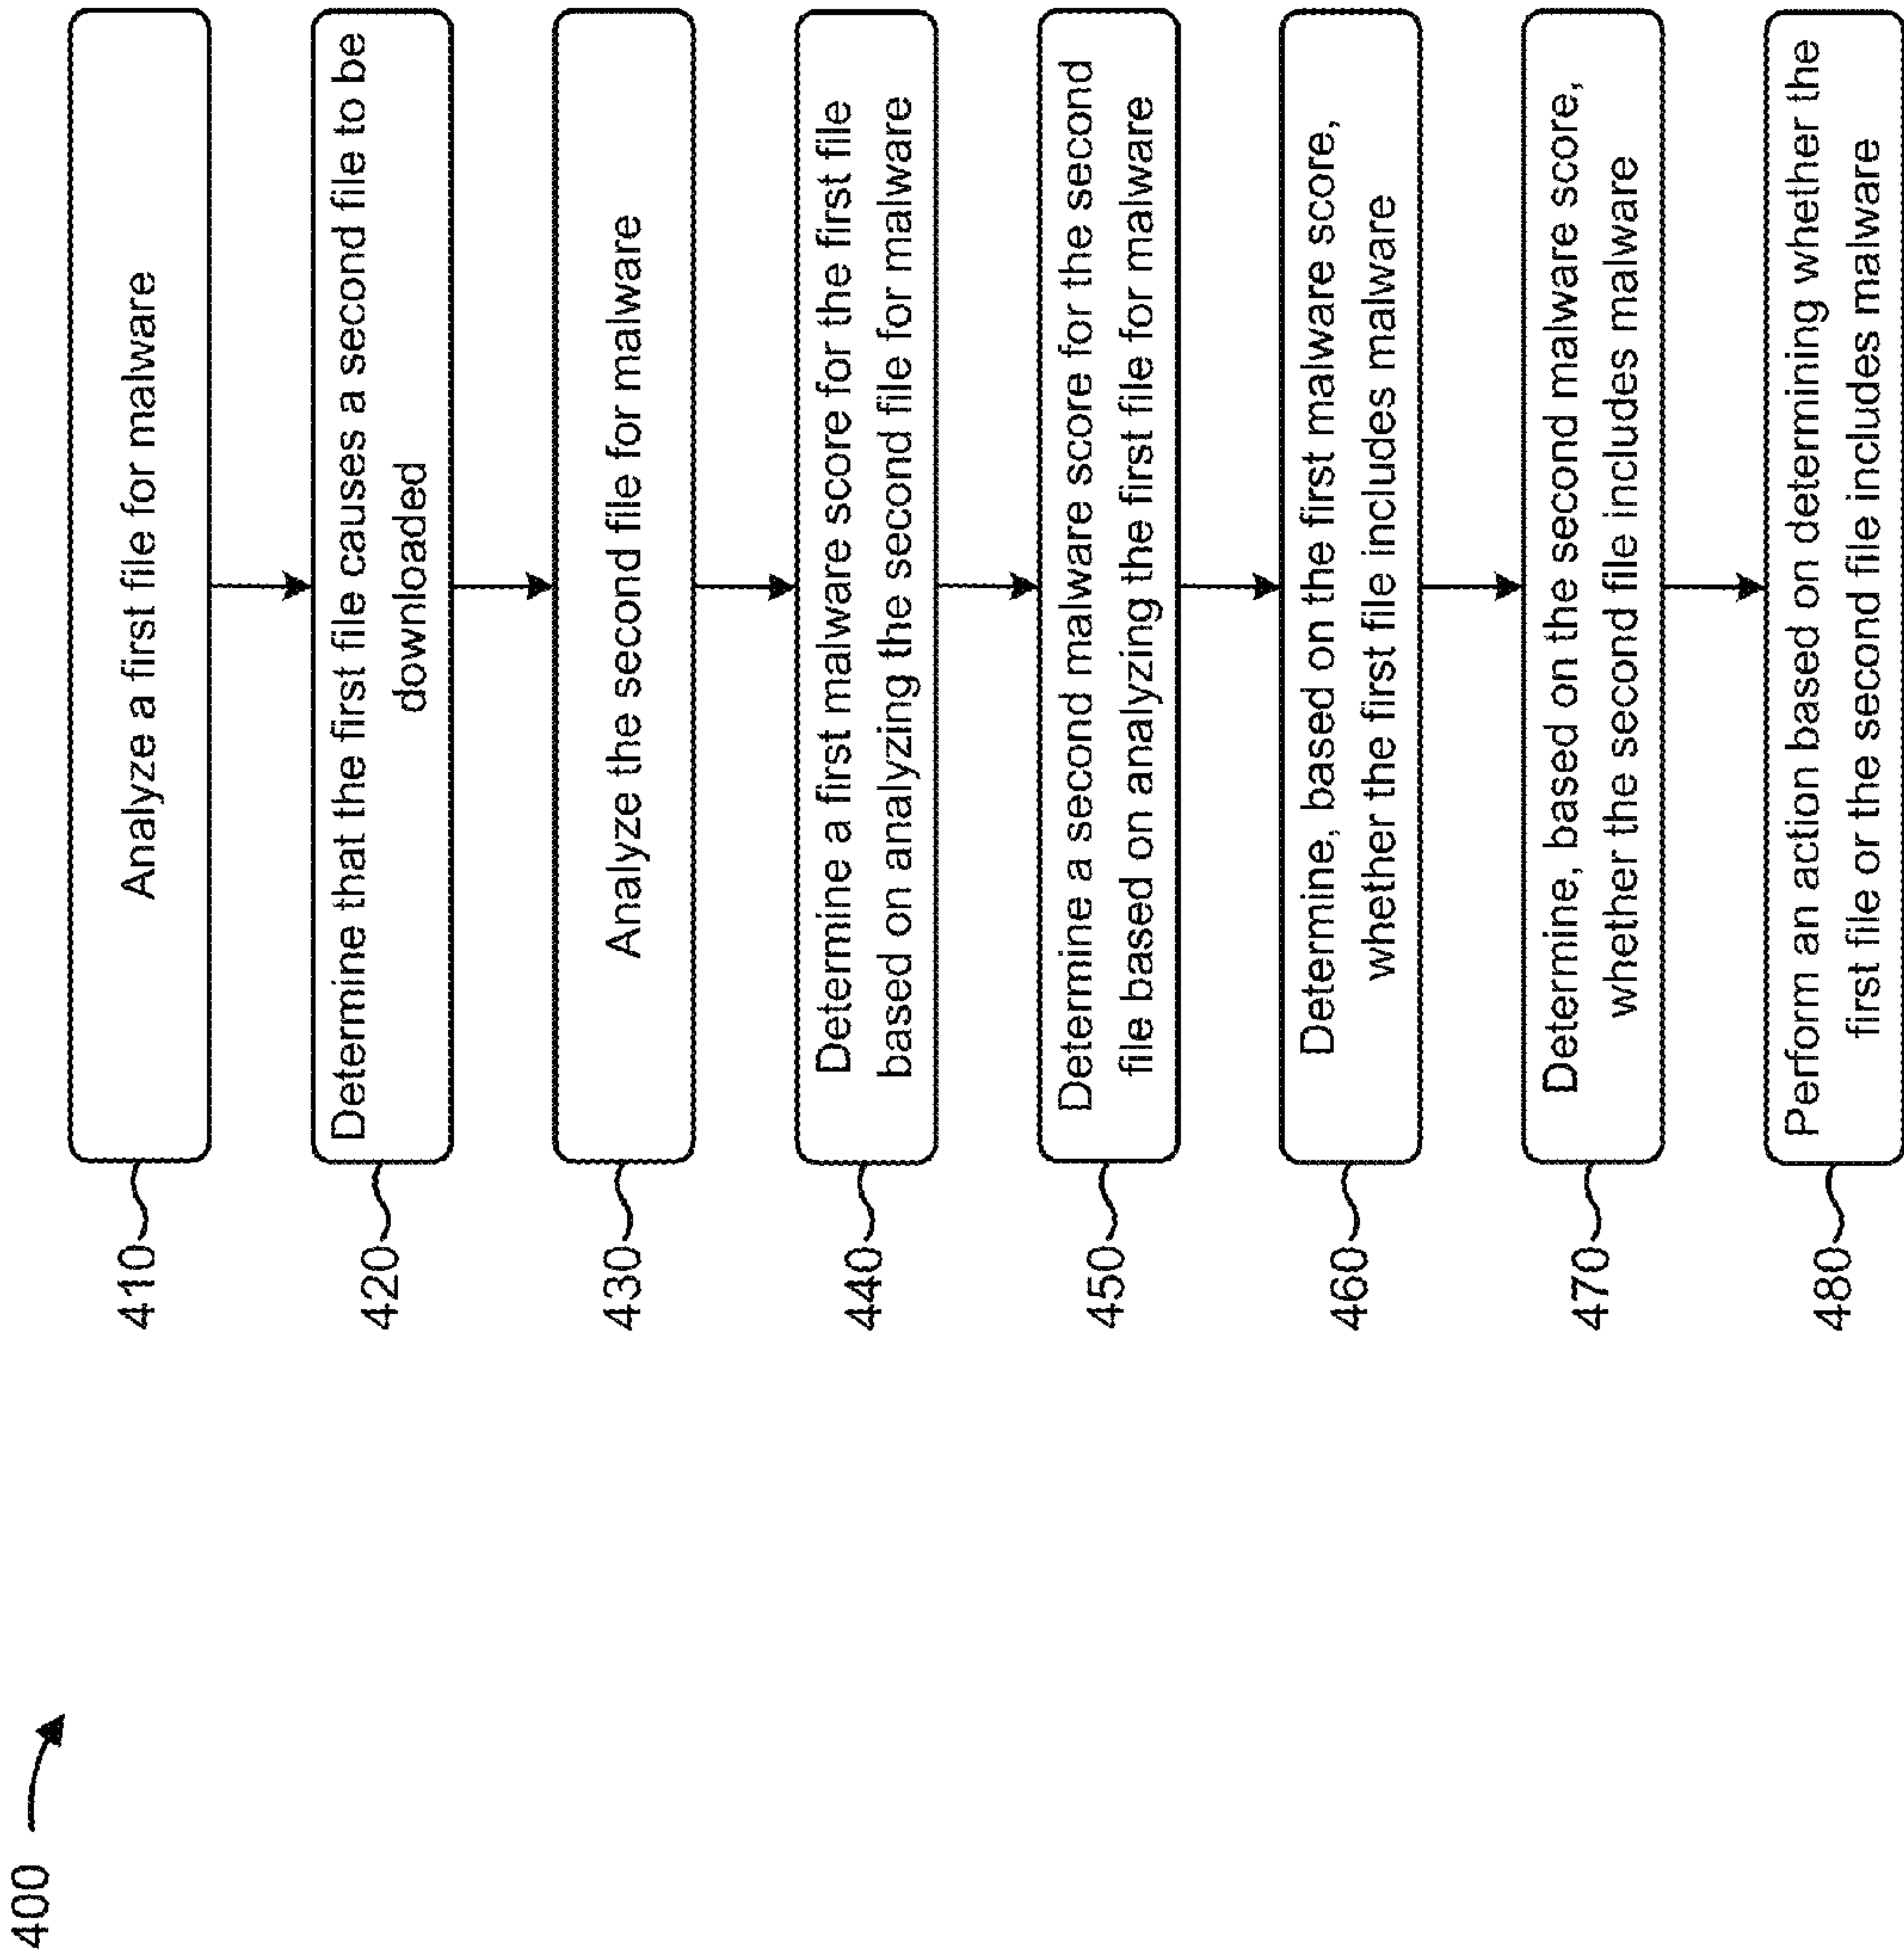 400
410
Analyze a first file for malware
420
Determine that the first file causes a second file to be
downloaded
430
Analyze the second file for malware
440
Determine a first malware score for the first file
based on analyzing the second file for malware
450
Determine a second malware score for the second
file based on analyzing the first file for malware
460
Determine, based on the first malware score,
whether the first file includes malware
470
Determine, based on the second malware score,
whether the second file includes malware
480
Perform an action based on determining whether the
first file or the second file includes malware